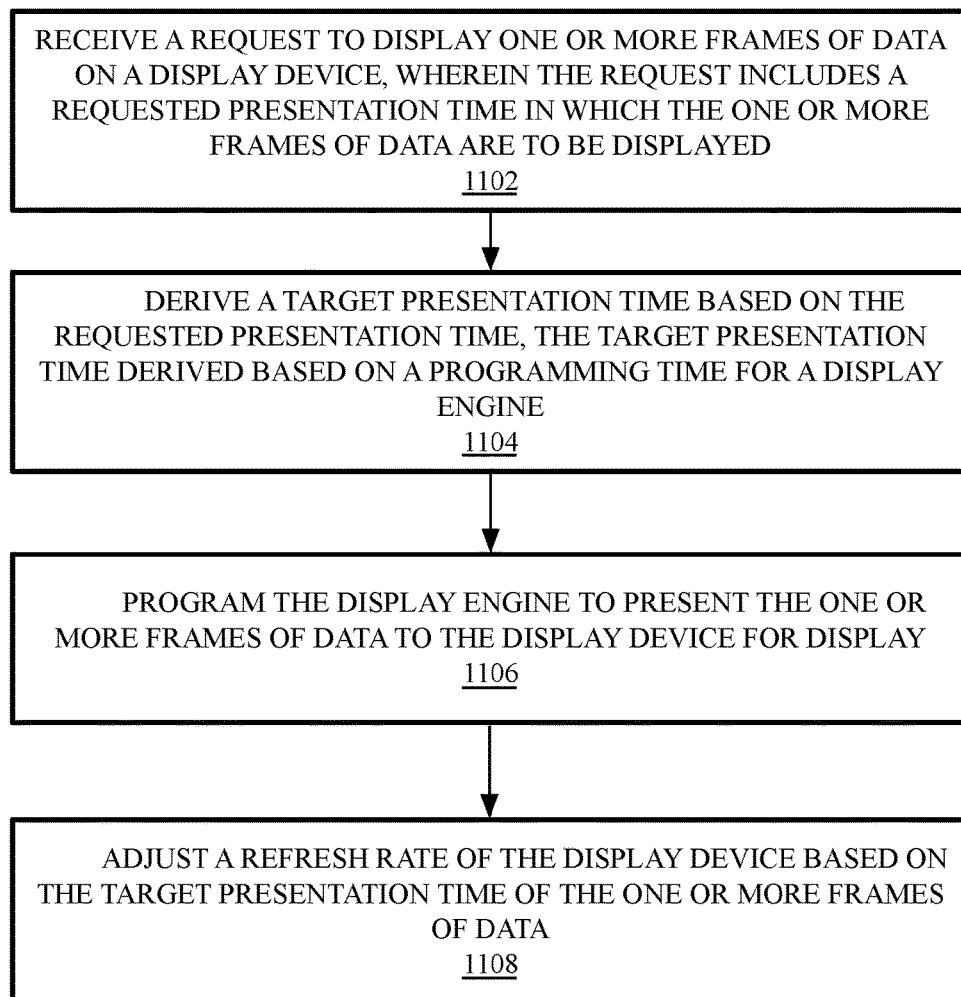 RECEIVE A REQUEST TO DISPLAY ONE OR MORE FRAMES OF DATA
ON A DISPLAY DEVICE, WHEREIN THE REQUEST INCLUDES A
REQUESTED PRESENTATION TIME IN WHICH THE ONE OR MORE
FRAMES OF DATA ARE TO BE DISPLAYED
1102
DERIVE A TARGET PRESENTATION TIME BASED ON THE
REQUESTED PRESENTATION TIME, THE TARGET PRESENTATION
TIME DERIVED BASED ON A PROGRAMMING TIME FOR A DISPLAY
ENGINE
1104
PROGRAM THE DISPLAY ENGINE TO PRESENT THE ONE OR
MORE FRAMES OF DATA TO THE DISPLAY DEVICE FOR DISPLAY
1106
ADJUST A REFRESH RATE OF THE DISPLAY DEVICE BASED ON
THE TARGET PRESENTATION TIME OF THE ONE OR MORE FRAMES
OF DATA
1108